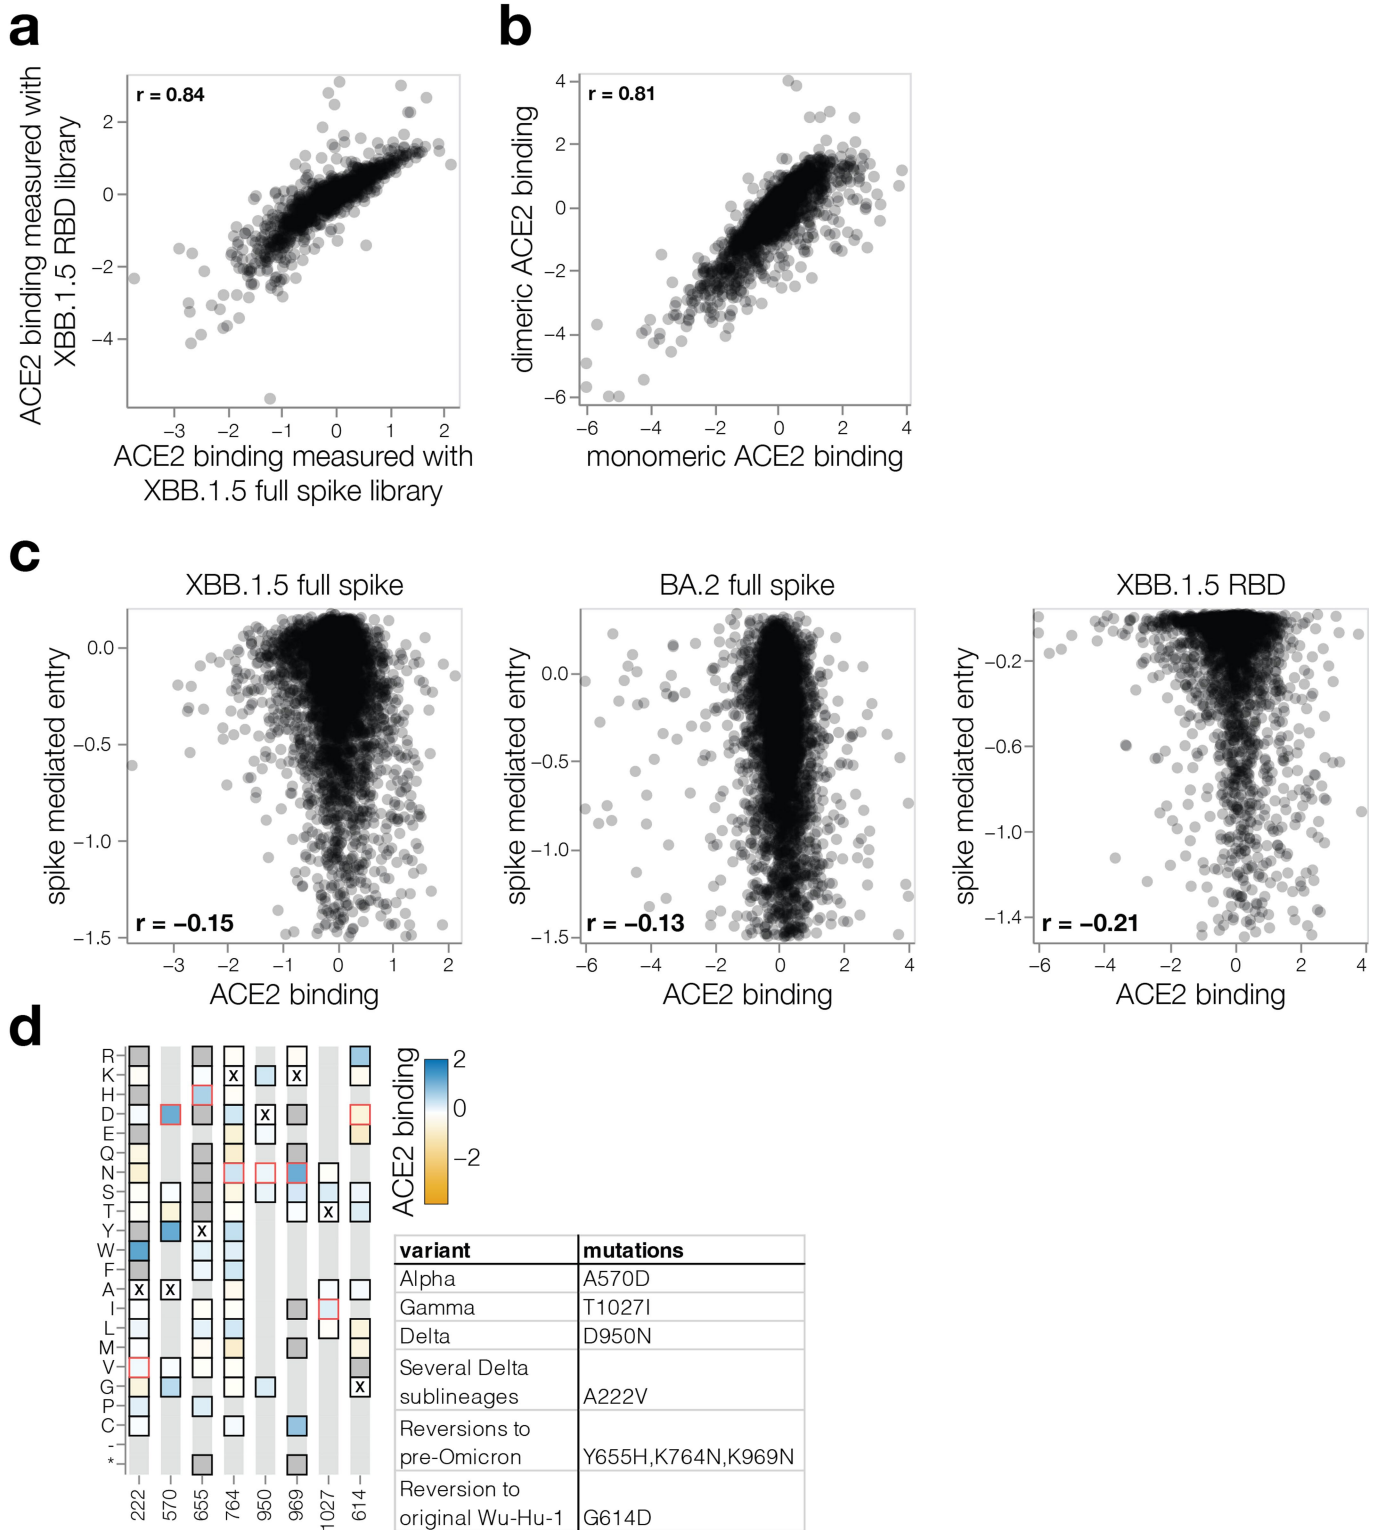 a
b
r = 0.84
ACE2 binding measured with
XBB.1.5 RBD library
2
0
−2
−4
−3 −2 −1 0 1 2
ACE2 binding measured with
XBB.1.5 full spike library
r = 0.81
dimeric ACE2 binding
4
2
0
−2
−4
−6
−6 −4 −2 0 2 4
monomeric ACE2 binding
c
XBB.1.5 full spike
spike mediated entry
0.0
−0.5
−1.0
−1.5
r = −0.15
−3 −2 −1 0 1 2
ACE2 binding
BA.2 full spike
spike mediated entry
0.0
−0.5
−1.0
−1.5
r = −0.13
−6 −4 −2 0 2 4
ACE2 binding
XBB.1.5 RBD
spike mediated entry
−0.2
−0.6
−1.0
−1.4
r = −0.21
−6 −4 −2 0 2 4
ACE2 binding
d
R
K X X
H
D X
E
Q
N
S
T X
Y X
W
F
A X X
I
L
M
V
G X
P
C
-
*
222 570 655 764 950 969 1027 614
ACE2 binding
2
0
−2
variant mutations
Alpha A570D
Gamma T1027I
Delta D950N
Several Delta
sublineages A222V
Reversions to
pre-Omicron Y655H,K764N,K969N
Reversion to
original Wu-Hu-1 G614D